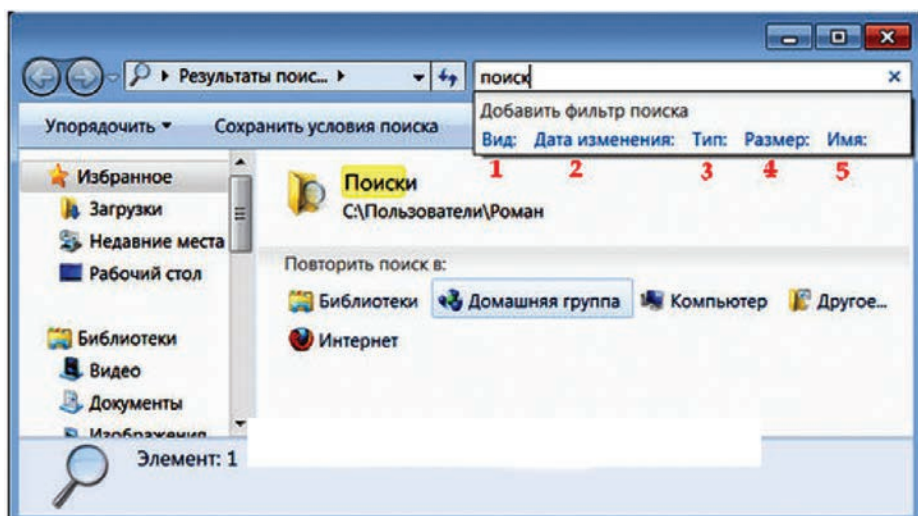 Результаты поис...
поиск
Добавить фильтр поиска
Вид: Дата изменения: Тип: Размер: Имя:
1 2 3 4 5
Упорядочить Сохранить условия поиска
Избранное
Загрузки
Недавние места
Рабочий стол
Библиотеки
Видео
Документы
Изображения
Поиски
C:\Пользователи\Роман
Повторить поиск в:
Библиотеки Домашняя группа Компьютер Другое...
Интернет
Элемент: 1